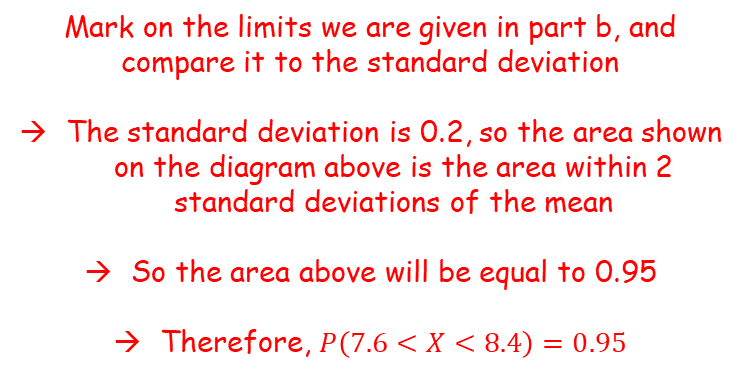 Mark on the limits we are given in part b, and
compare it to the standard deviation
→ The standard deviation is 0.2, so the area shown
on the diagram above is the area within 2
standard deviations of the mean
→ So the area above will be equal to 0.95
→ Therefore, 𝑃(7.6 < 𝑋 < 8.4) = 0.95